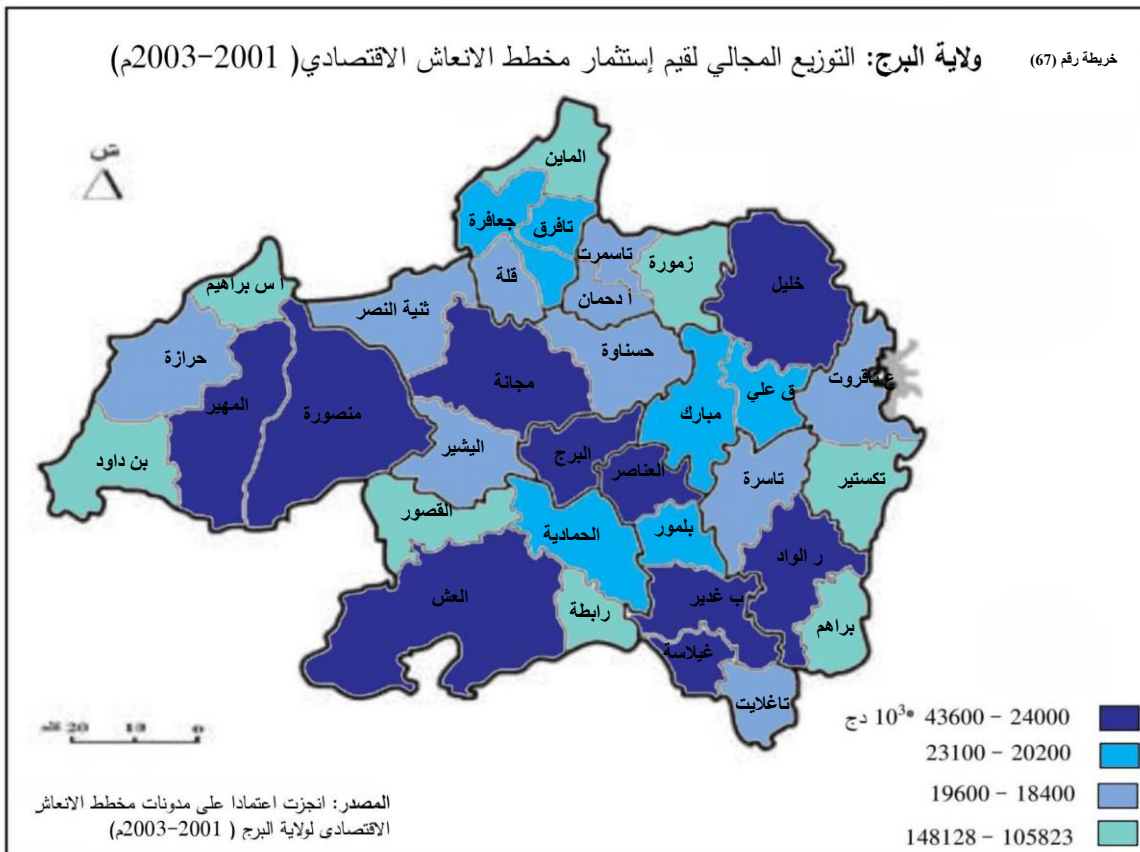 خريطة رقم (67)
ولاية البرج: التوزيع المجالي لقيم إستثمار مخطط الانعاش الاقتصادي( 2001-2003م)
ش
الماين
جعافرة
تافرق
تاسمرت
زمورة
خليل
قلة
أ دحمان
ا س براهيم
ثنية النصر
حسناوة
حرازة
مجانة
ع تاقروت
ق علي
مبارك
المهير
منصورة
البرج
اليشير
العناصر
بن داود
تاسرة
تكستير
القصور
الحمادية
بلمور
ر الواد
العش
رابطة
ب غدير
براهم
غيلاسة
تاغلايت
43600 – 24000 *10³ دج
23100 – 20200
19600 – 18400
148128 – 105823
0 10 20 كلم
المصدر: انجزت اعتمادا على مدونات مخطط الانعاش
الاقتصادي لولاية البرج ( 2001-2003م)